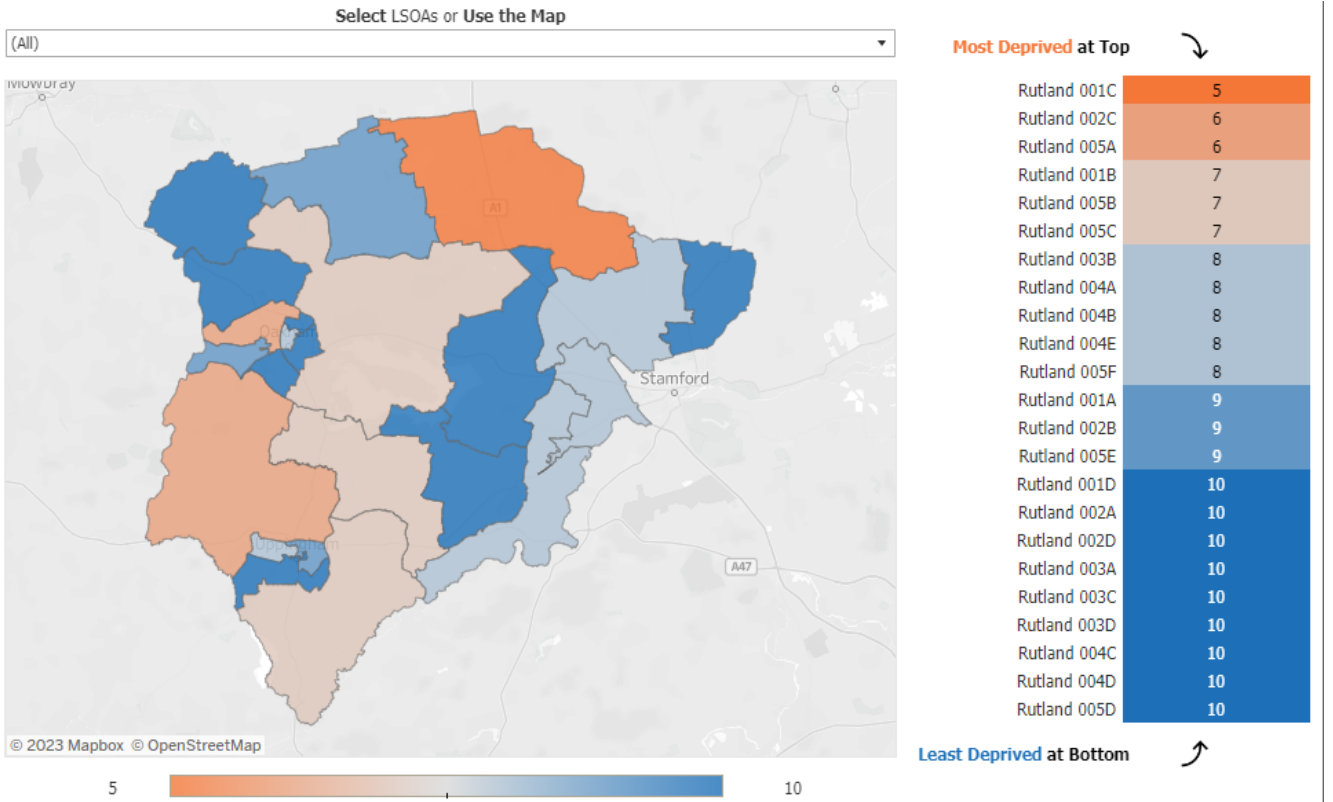 Select LSOAs or Use the Map
(All)
Mowbray
A1
Oakham
Stamford
Uppingham
A47
© 2023 Mapbox © OpenStreetMap
5
10
Most Deprived at Top
Rutland 001C 5
Rutland 002C 6
Rutland 005A 6
Rutland 001B 7
Rutland 005B 7
Rutland 005C 7
Rutland 003B 8
Rutland 004A 8
Rutland 004B 8
Rutland 004E 8
Rutland 005F 8
Rutland 001A 9
Rutland 002B 9
Rutland 005E 9
Rutland 001D 10
Rutland 002A 10
Rutland 002D 10
Rutland 003A 10
Rutland 003C 10
Rutland 003D 10
Rutland 004C 10
Rutland 004D 10
Rutland 005D 10
Least Deprived at Bottom